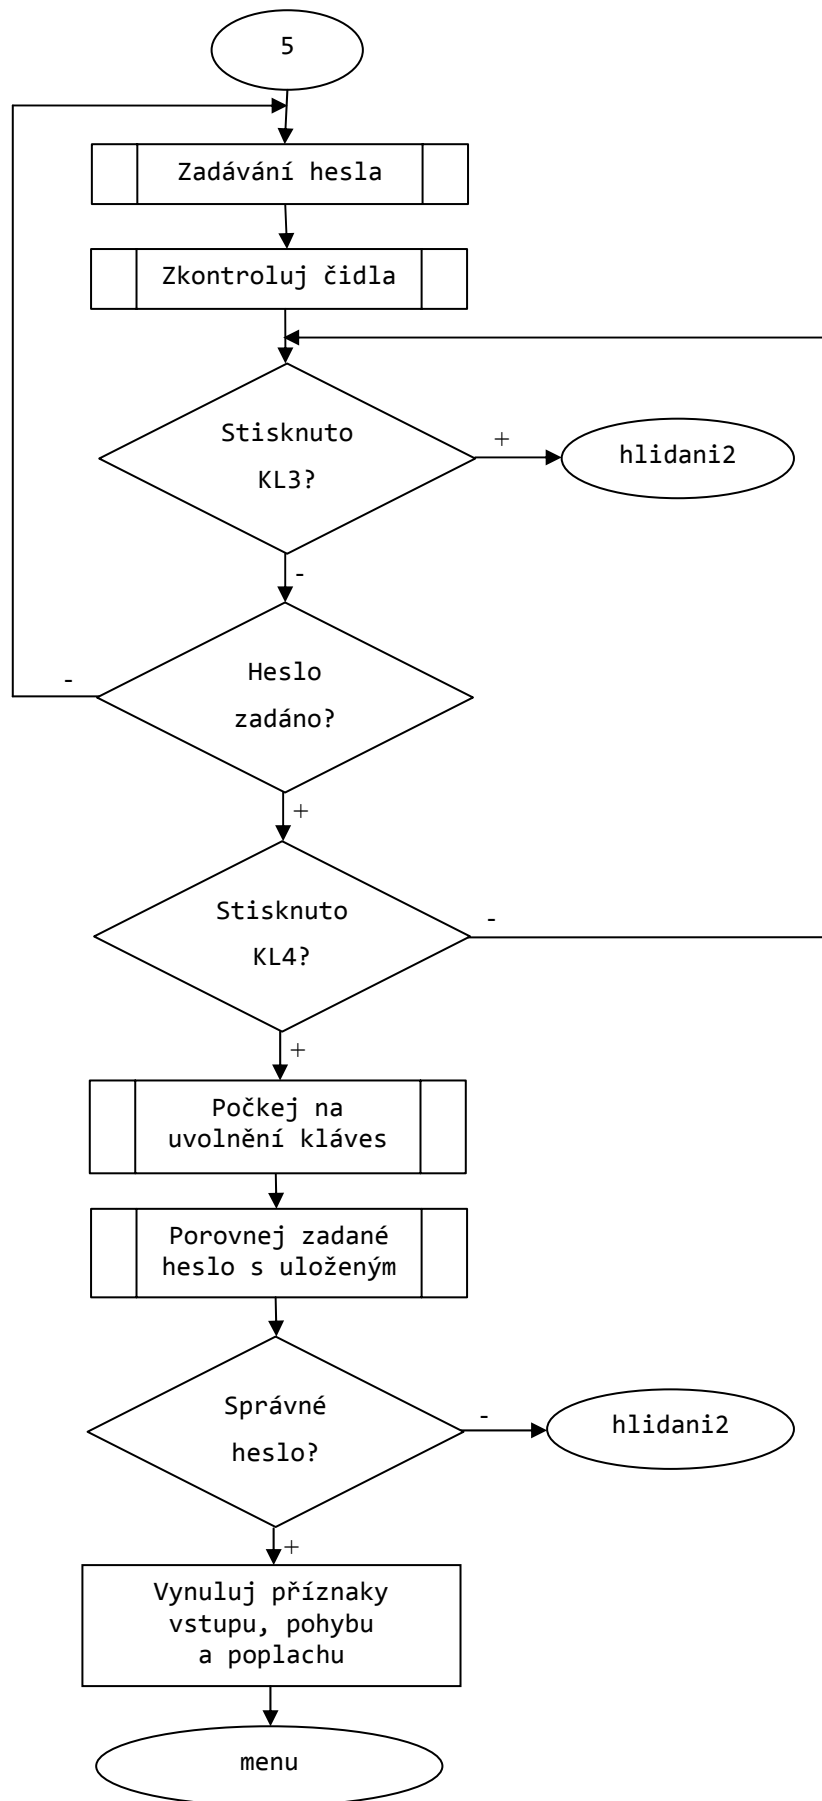 5
Zadávání hesla
Zkontroluj čidla
Stisknuto
KL3?
+
hlidani2
-
Heslo
zadáno?
-
+
Stisknuto
KL4?
-
+
Počkej na
uvolnění kláves
Porovnej zadané
heslo s uloženým
Správné
heslo?
-
hlidani2
+
Vynuluj příznaky
vstupu, pohybu
a poplachu
menu